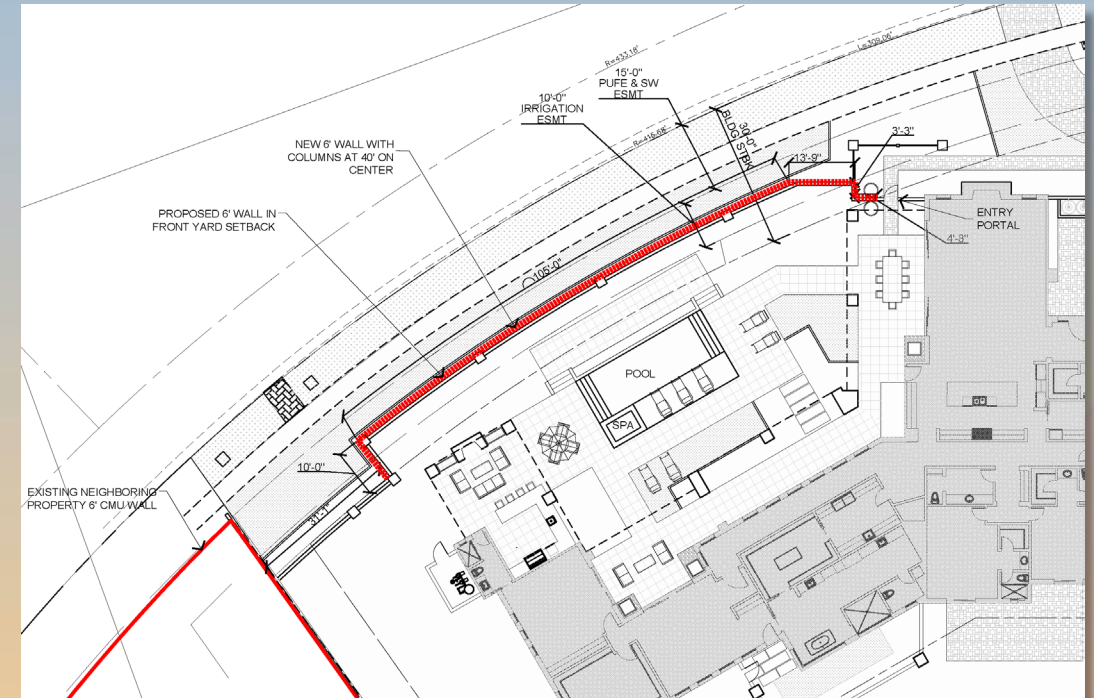 R=433.18'
L=309.06'
15'-0"
PUFE & SW
ESMT
10'-0"
IRRIGATION
ESMT
30'-0"
BLDG STBK
R=416.68'
3'-3"
13'-9"
NEW 6' WALL WITH
COLUMNS AT 40' ON
CENTER
PROPOSED 6' WALL IN
FRONT YARD SETBACK
ENTRY
PORTAL
4'-8"
105'-0"
POOL
SPA
10'-0"
EXISTING NEIGHBORING
PROPERTY 6' CMU WALL
31'-1"